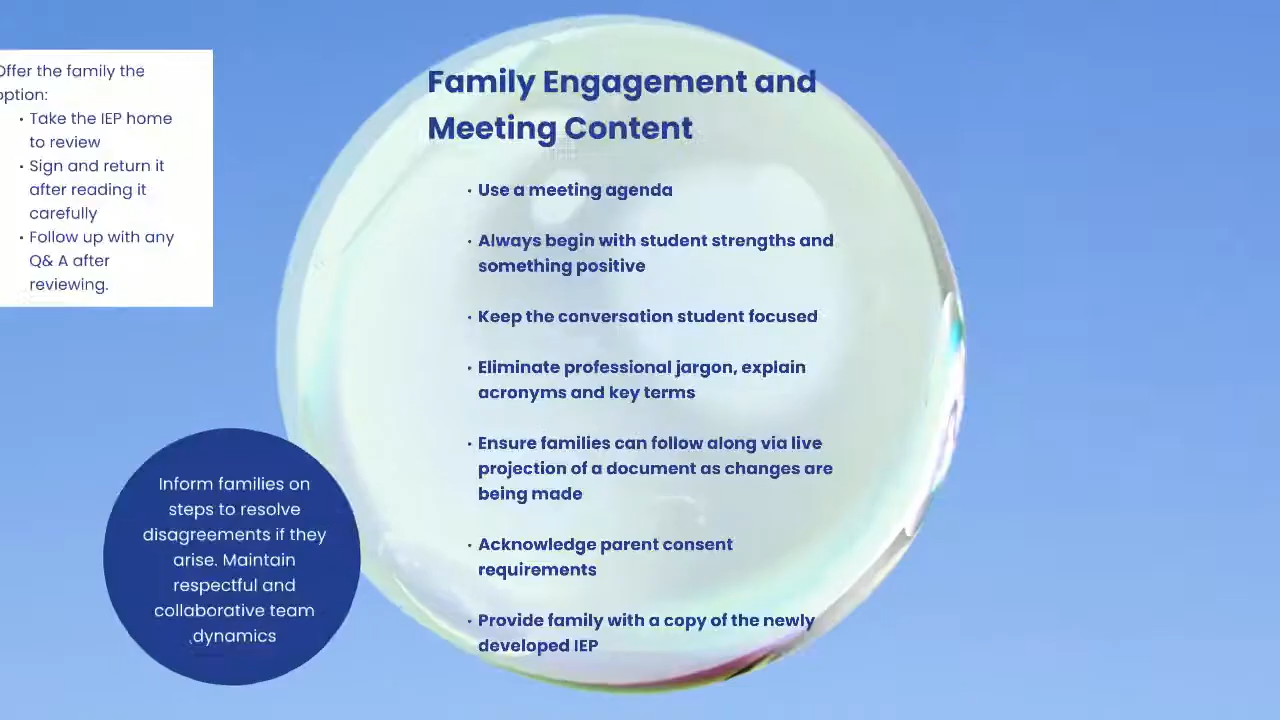 Offer the family the
option:
• Take the IEP home
to review
• Sign and return it
after reading it
carefully
• Follow up with any
Q& A after
reviewing.
Family Engagement and
Meeting Content
• Use a meeting agenda
• Always begin with student strengths and
something positive
• Keep the conversation student focused
• Eliminate professional jargon, explain
acronyms and key terms
• Ensure families can follow along via live
projection of a document as changes are
being made
• Acknowledge parent consent
requirements
• Provide family with a copy of the newly
developed IEP
Inform families on
steps to resolve
disagreements if they
arise. Maintain
respectful and
collaborative team
dynamics